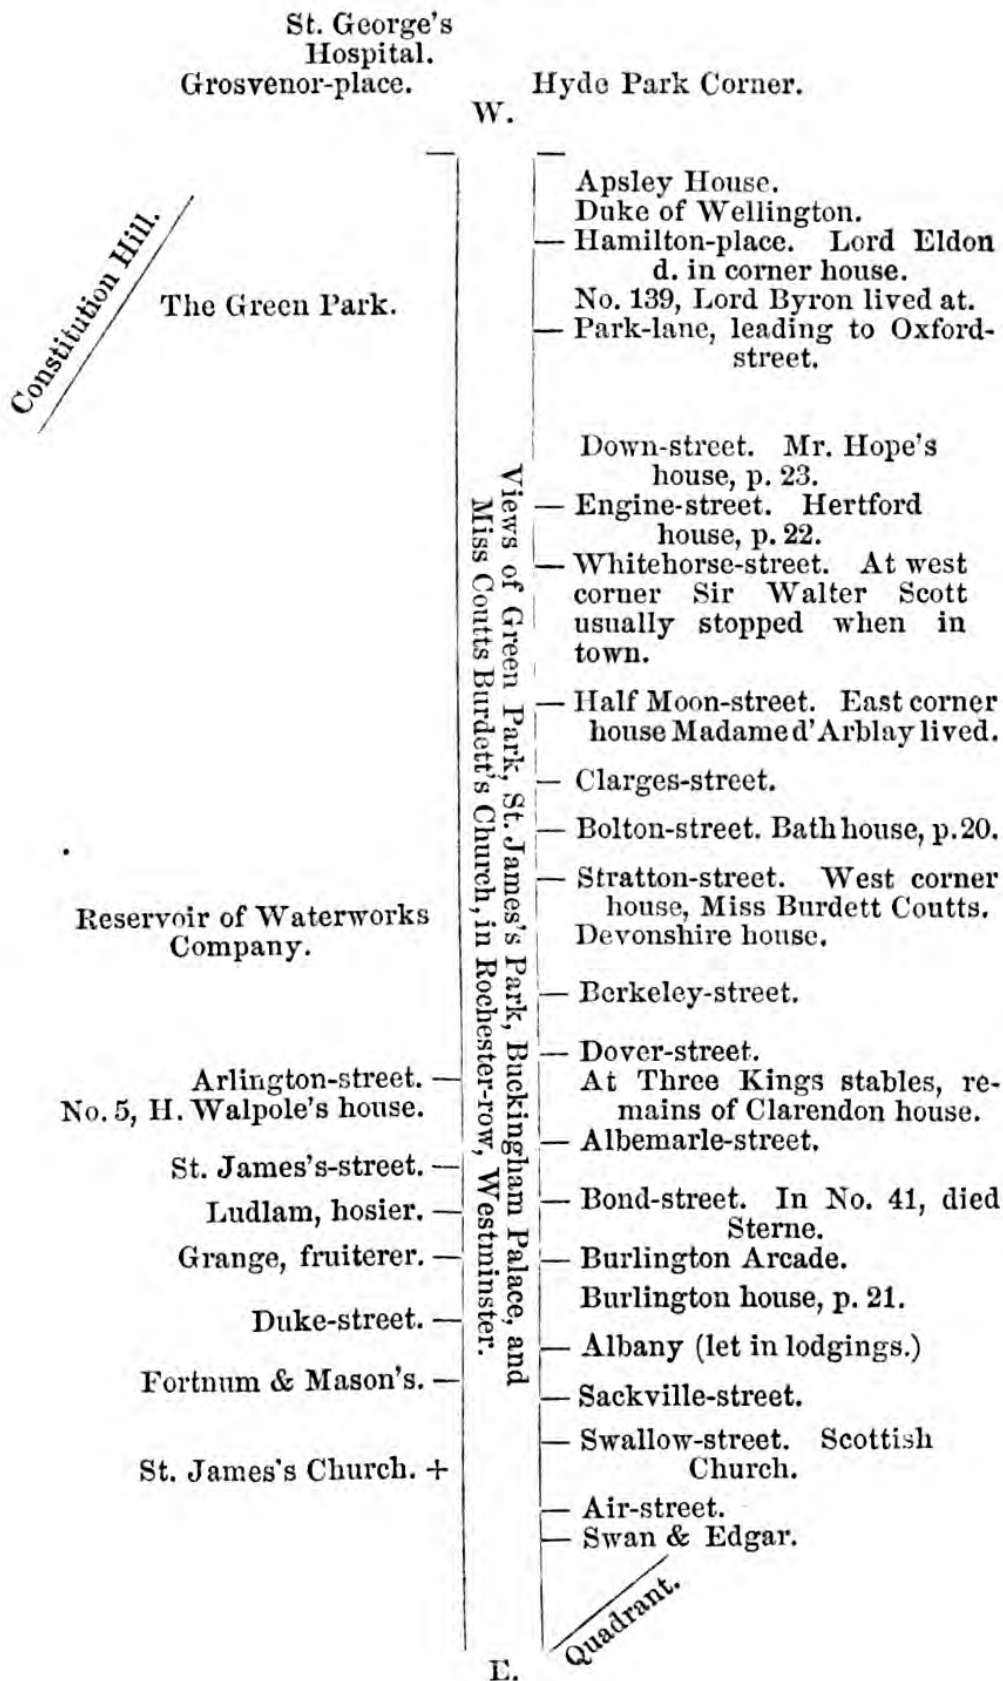 St. George's
Hospital.
Grosvenor-place.
Hyde Park Corner.
W.
Constitution Hill.
The Green Park.
Apsley House.
Duke of Wellington.
Hamilton-place. Lord Eldon
d. in corner house.
No. 139, Lord Byron lived at.
Park-lane, leading to Oxford-
street.
Down-street. Mr. Hope's
house, p. 23.
Engine-street. Hertford
house, p. 22.
Whitehorse-street. At west
corner Sir Walter Scott
usually stopped when in
town.
Half Moon-street. East corner
house Madame d'Arblay lived.
Clarges-street.
Bolton-street. Bath house, p. 20.
Stratton-street. West corner
house, Miss Burdett Coutts.
Devonshire house.
Berkeley-street.
Dover-street.
At Three Kings stables, re-
mains of Clarendon house.
Albemarle-street.
Bond-street. In No. 41, died
Sterne.
Burlington Arcade.
Burlington house, p. 21.
Albany (let in lodgings.)
Sackville-street.
Swallow-street. Scottish
Church.
Air-street.
Swan & Edgar.
Quadrant.
Views of Green Park, St. James's Park, Buckingham Palace, and
Miss Coutts Burdett's Church, in Rochester-row, Westminster.
Reservoir of Waterworks
Company.
Arlington-street.
No. 5, H. Walpole's house.
St. James's-street.
Ludlam, hosier.
Grange, fruiterer.
Duke-street.
Fortnum & Mason's.
St. James's Church. +
E.